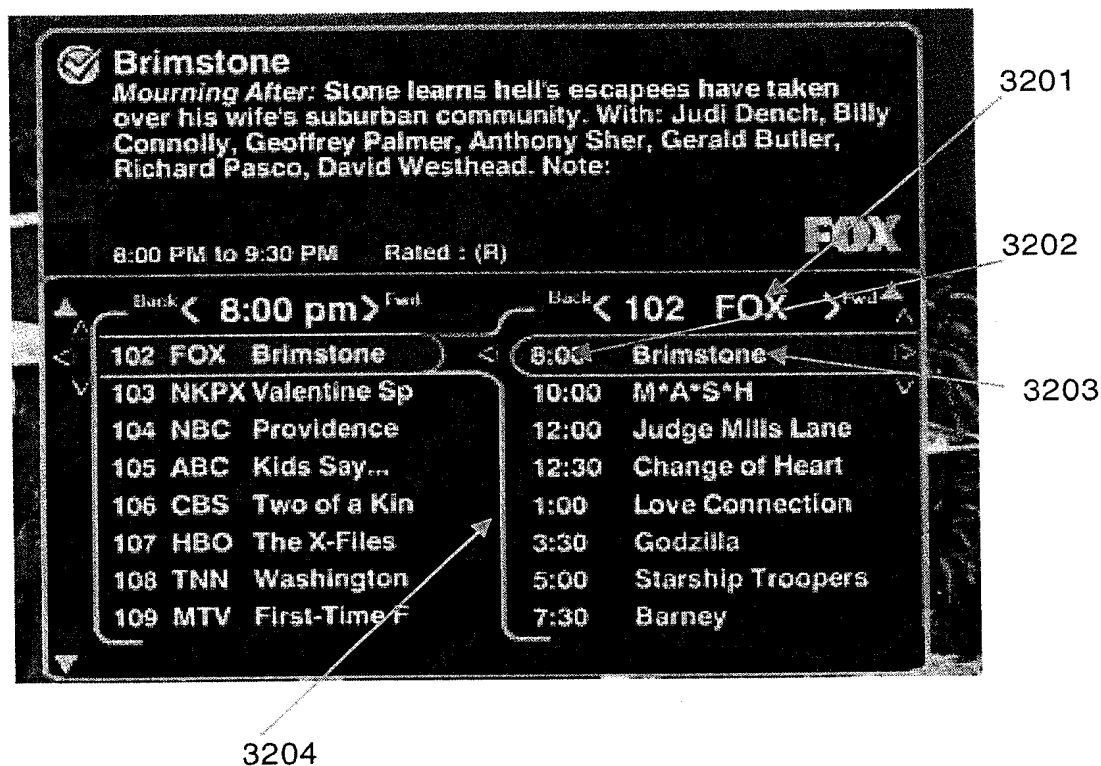 Brimstone
Mourning After: Stone learns hell's escapees have taken
over his wife's suburban community. With: Judi Dench, Billy
Connolly, Geoffrey Palmer, Anthony Sher, Gerald Butler,
Richard Pasco, David Westhead. Note:
FOX
8:00 PM to 9:30 PM Rated : (R)
Back < 8:00 pm > Fwd
102 FOX Brimstone
103 NKPX Valentine Sp
104 NBC Providence
105 ABC Kids Say...
106 CBS Two of a Kin
107 HBO The X-Files
108 TNN Washington
109 MTV First-Time F
Back < 102 FOX > Fwd
8:00 Brimstone
10:00 M*A*S*H
12:00 Judge Mills Lane
12:30 Change of Heart
1:00 Love Connection
3:30 Godzilla
5:00 Starship Troopers
7:30 Barney
3201
3202
3203
3204